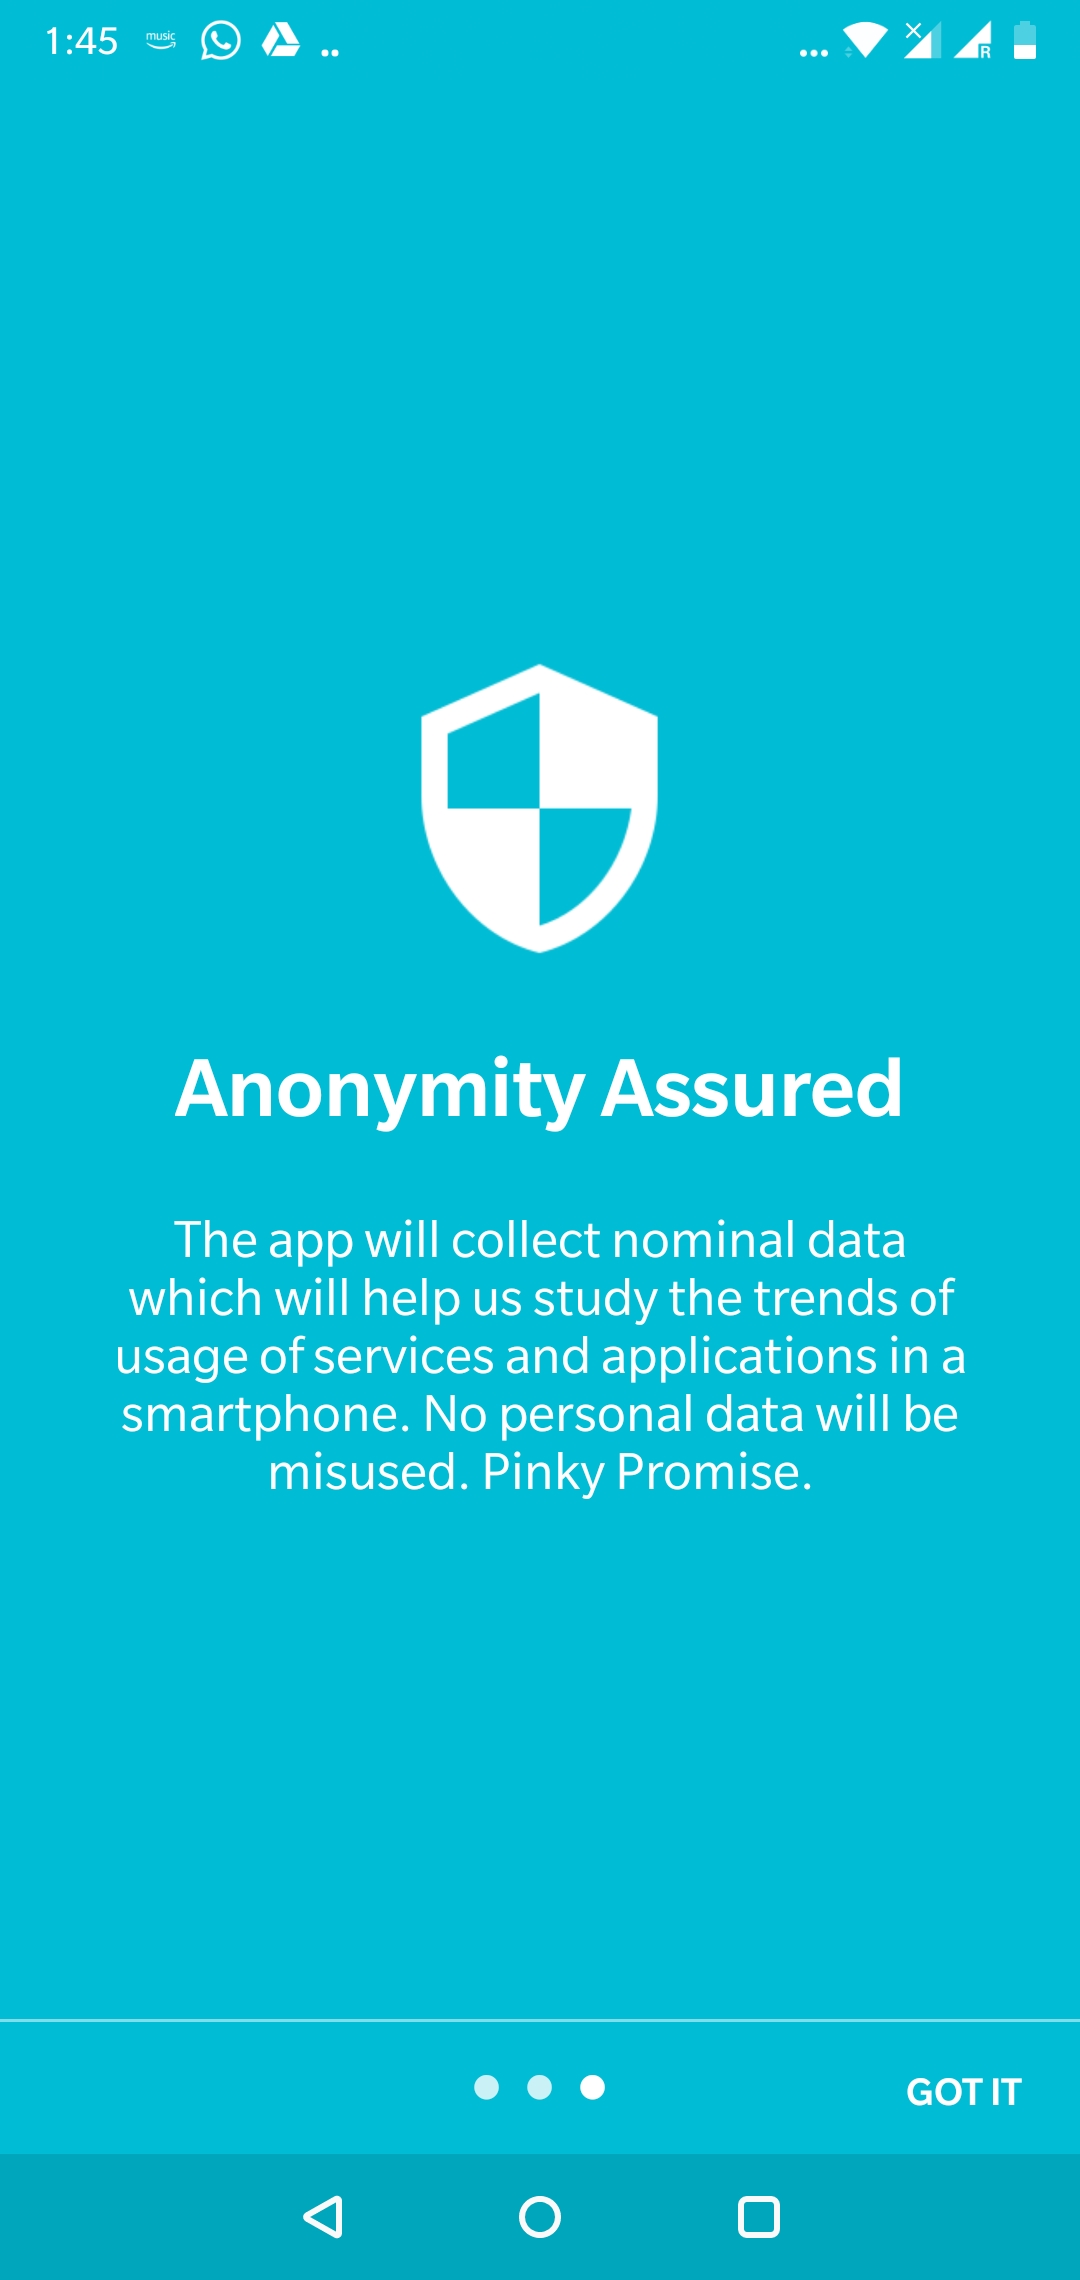 1:45 music
R
Anonymity Assured
The app will collect nominal data
which will help us study the trends of
usage of services and applications in a
smartphone. No personal data will be
misused. Pinky Promise.
GOT IT